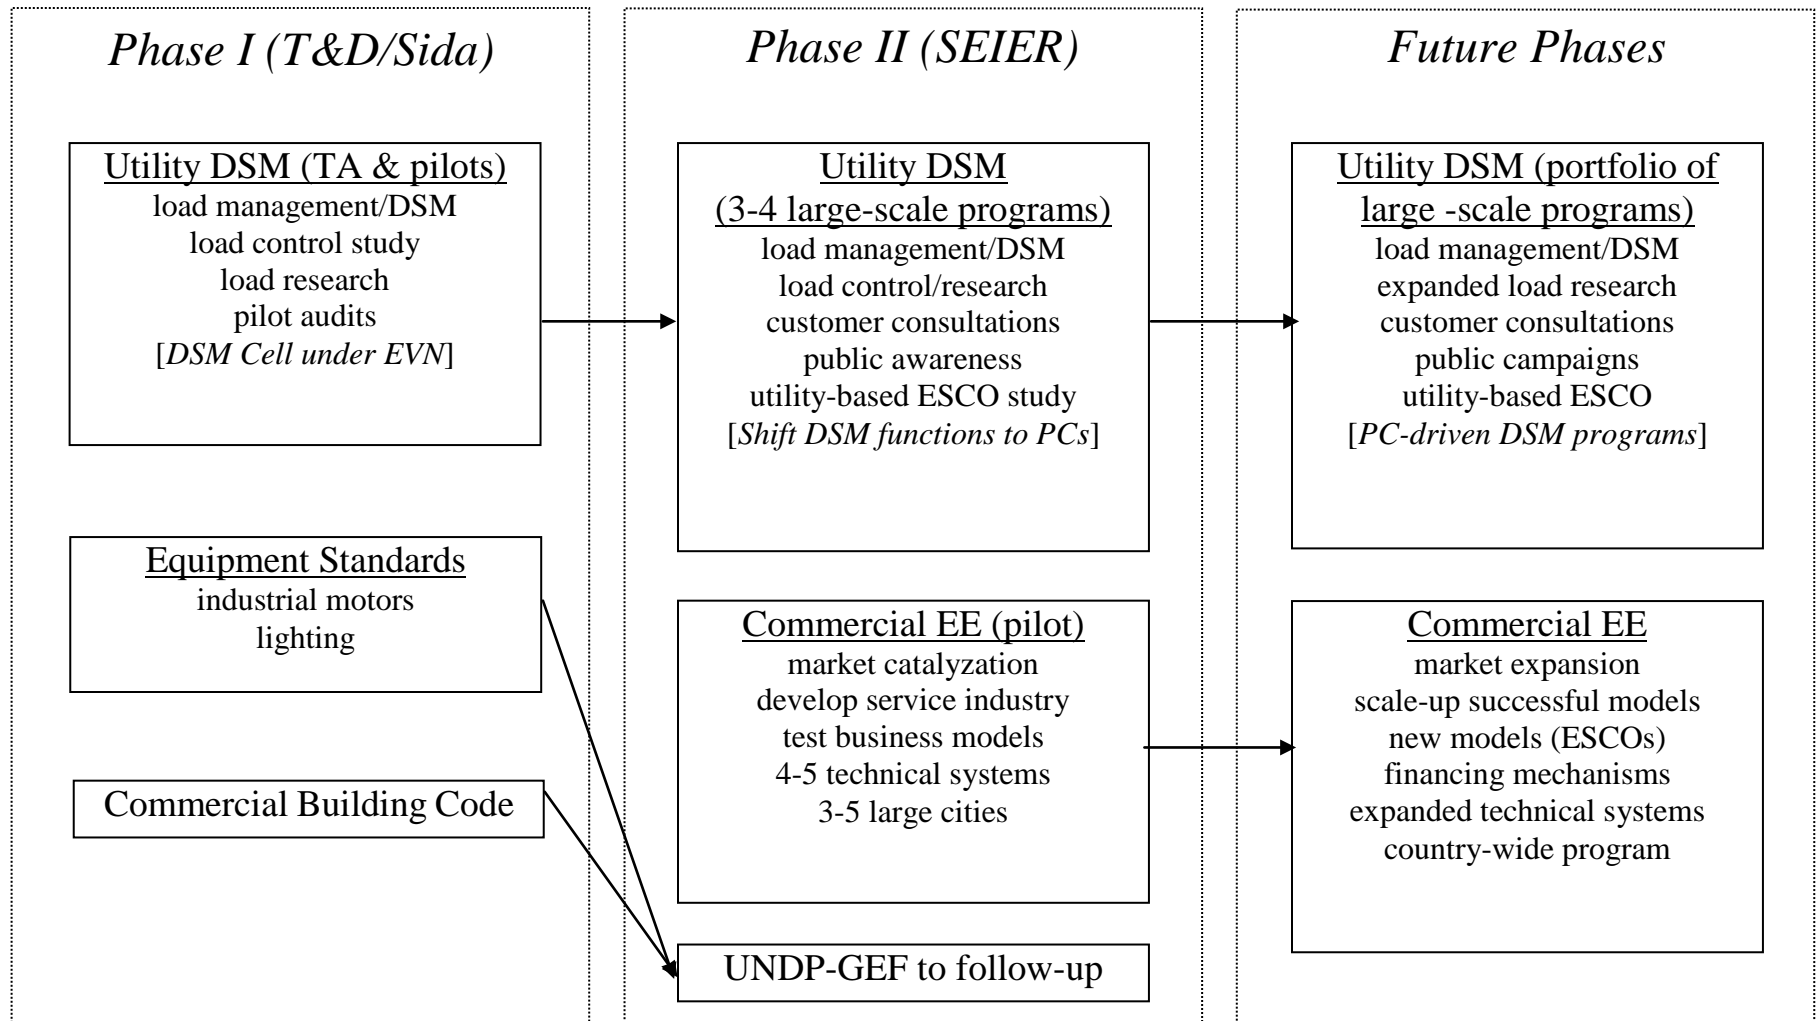 Phase I (T&D/Sida)
Utility DSM (TA & pilots)
load management/DSM
load control study
load research
pilot audits
[DSM Cell under EVN]
Equipment Standards
industrial motors
lighting
Commercial Building Code
Phase II (SEIER)
Utility DSM
(3-4 large-scale programs)
load management/DSM
load control/research
customer consultations
public awareness
utility-based ESCO study
[Shift DSM functions to PCs]
Commercial EE (pilot)
market catalyzation
develop service industry
test business models
4-5 technical systems
3-5 large cities
UNDP-GEF to follow-up
Future Phases
Utility DSM (portfolio of
large -scale programs)
load management/DSM
expanded load research
customer consultations
public campaigns
utility-based ESCO
[PC-driven DSM programs]
Commercial EE
market expansion
scale-up successful models
new models (ESCOs)
financing mechanisms
expanded technical systems
country-wide program